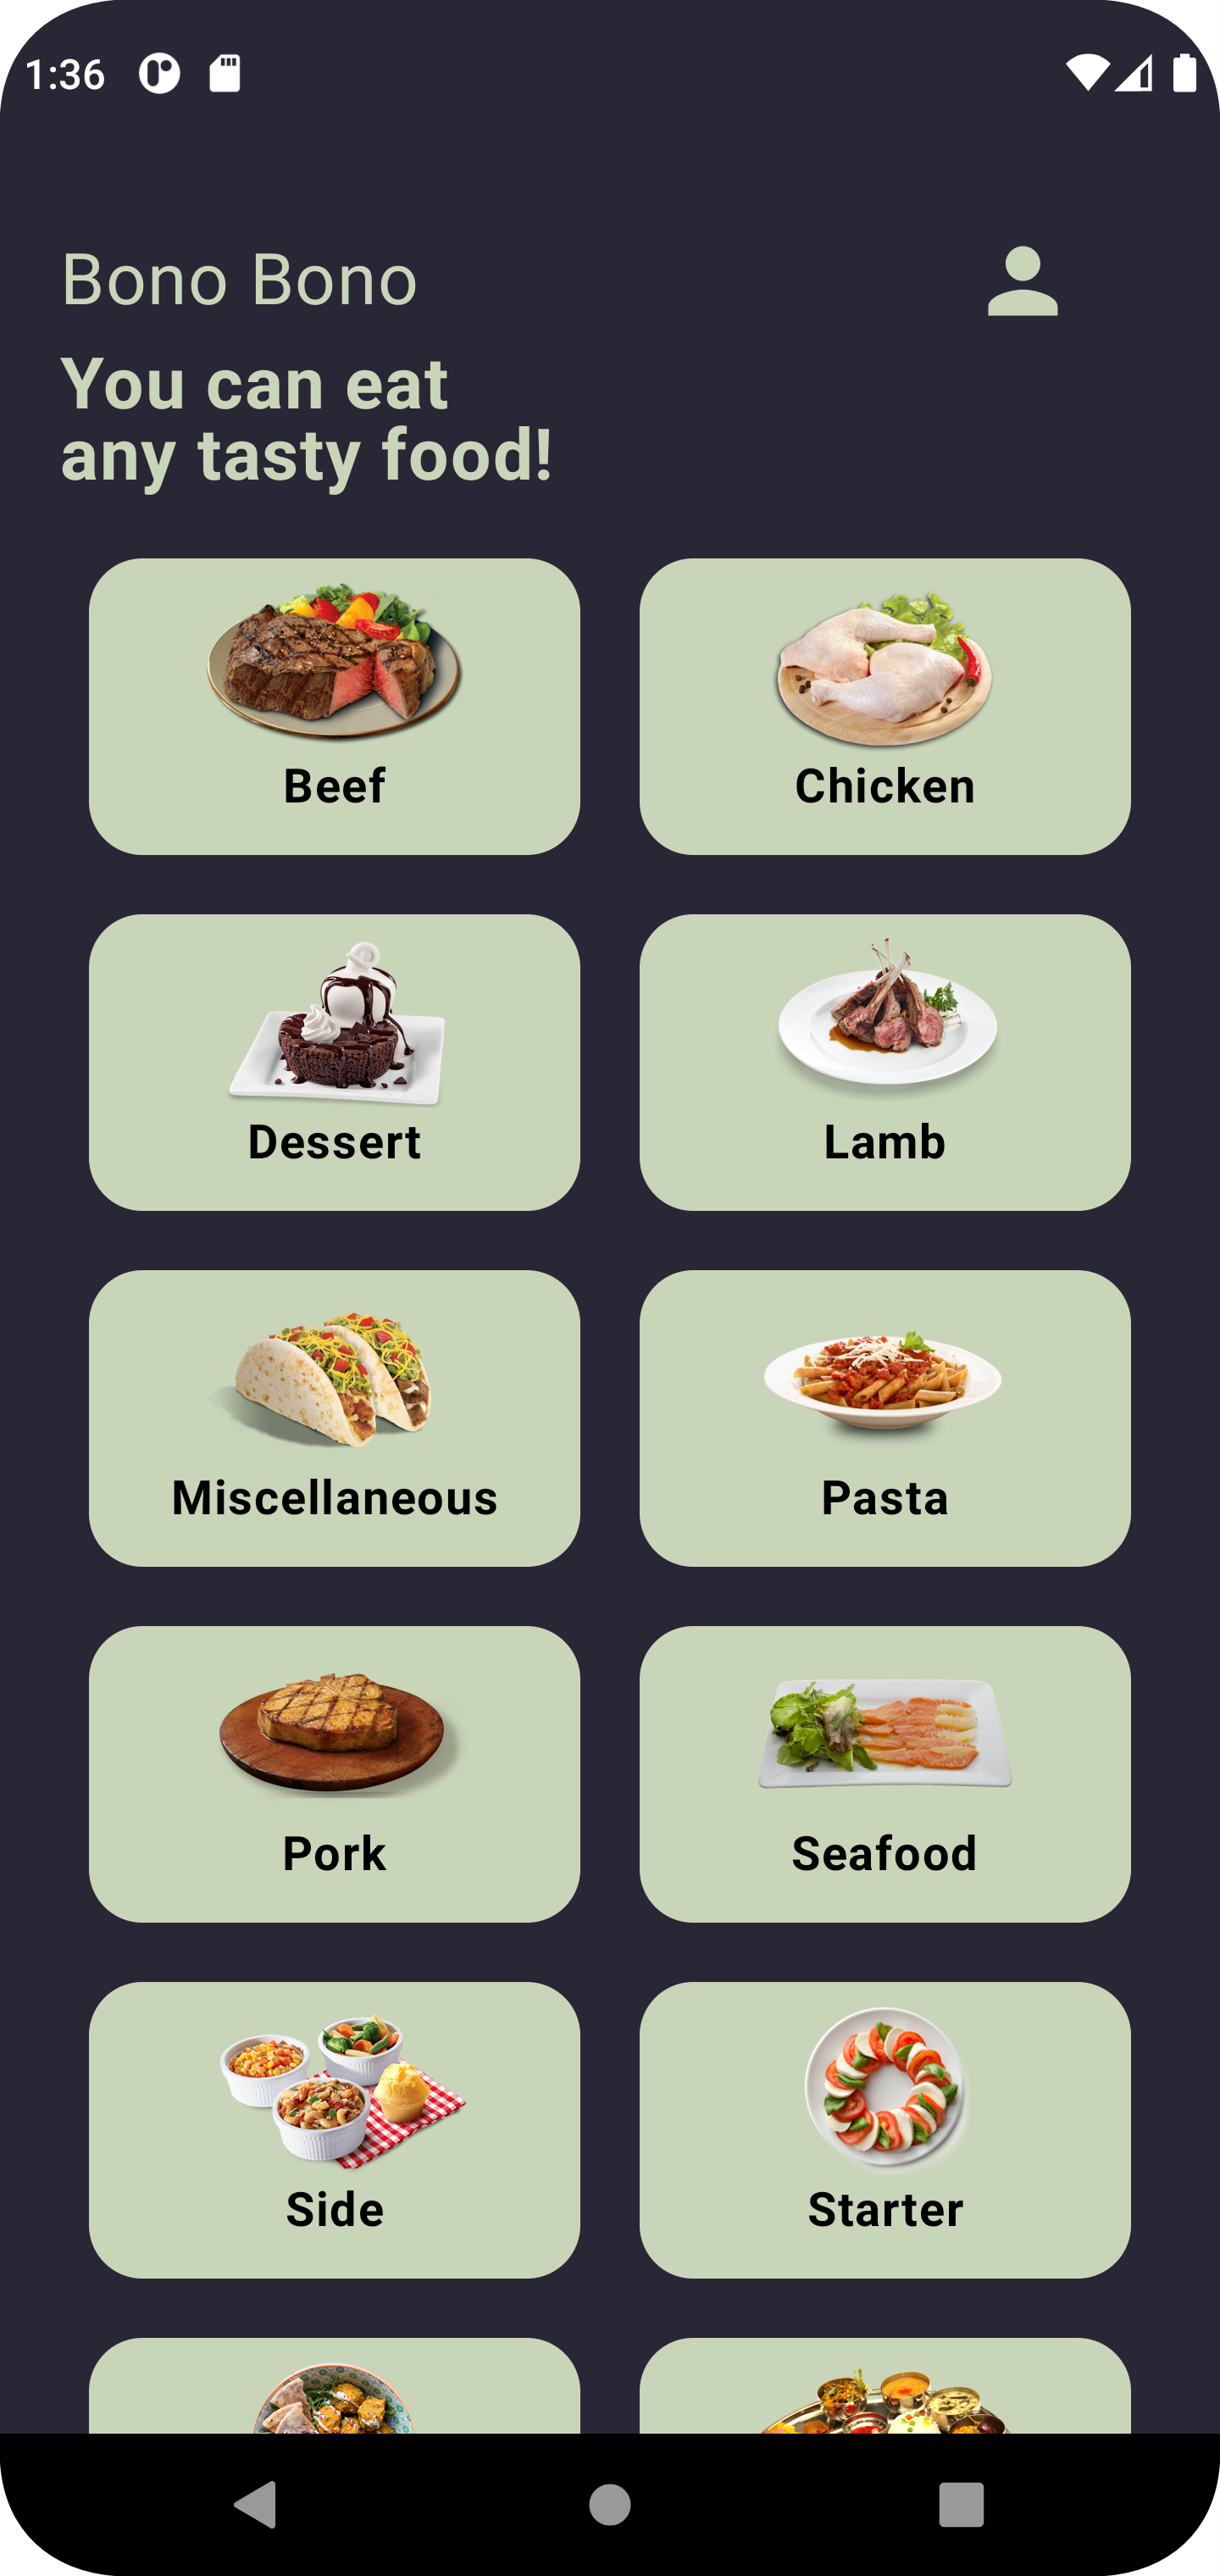 1:36
Bono Bono
You can eat
any tasty food!
Beef
Chicken
Dessert
Lamb
Miscellaneous
Pasta
Pork
Seafood
Side
Starter